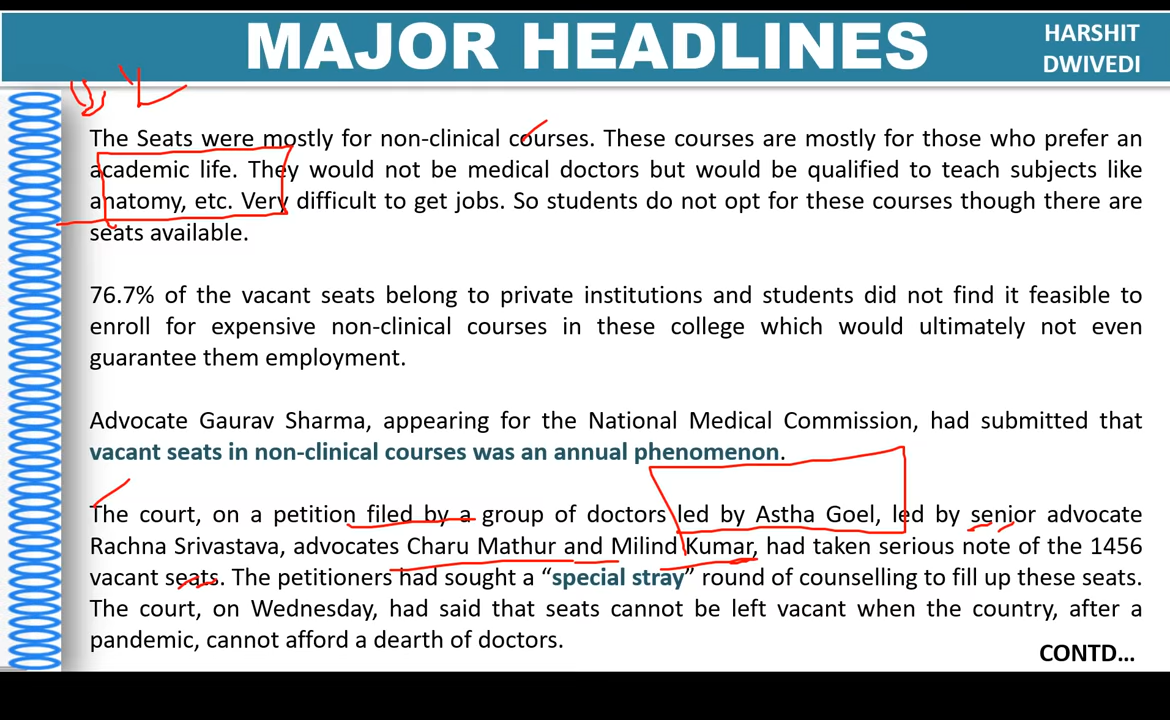 MAJOR HEADLINES
HARSHIT
DWIVEDI
The Seats were mostly for non-clinical courses. These courses are mostly for those who prefer an
academic life. They would not be medical doctors but would be qualified to teach subjects like
anatomy, etc. Very difficult to get jobs. So students do not opt for these courses though there are
seats available.
76.7% of the vacant seats belong to private institutions and students did not find it feasible to
enroll for expensive non-clinical courses in these college which would ultimately not even
guarantee them employment.
Advocate Gaurav Sharma, appearing for the National Medical Commission, had submitted that
vacant seats in non-clinical courses was an annual phenomenon.
The court, on a petition filed by a group of doctors led by Astha Goel, led by senior advocate
Rachna Srivastava, advocates Charu Mathur and Milind Kumar, had taken serious note of the 1456
vacant seats. The petitioners had sought a “special stray” round of counselling to fill up these seats.
The court, on Wednesday, had said that seats cannot be left vacant when the country, after a
pandemic, cannot afford a dearth of doctors.
CONTD...